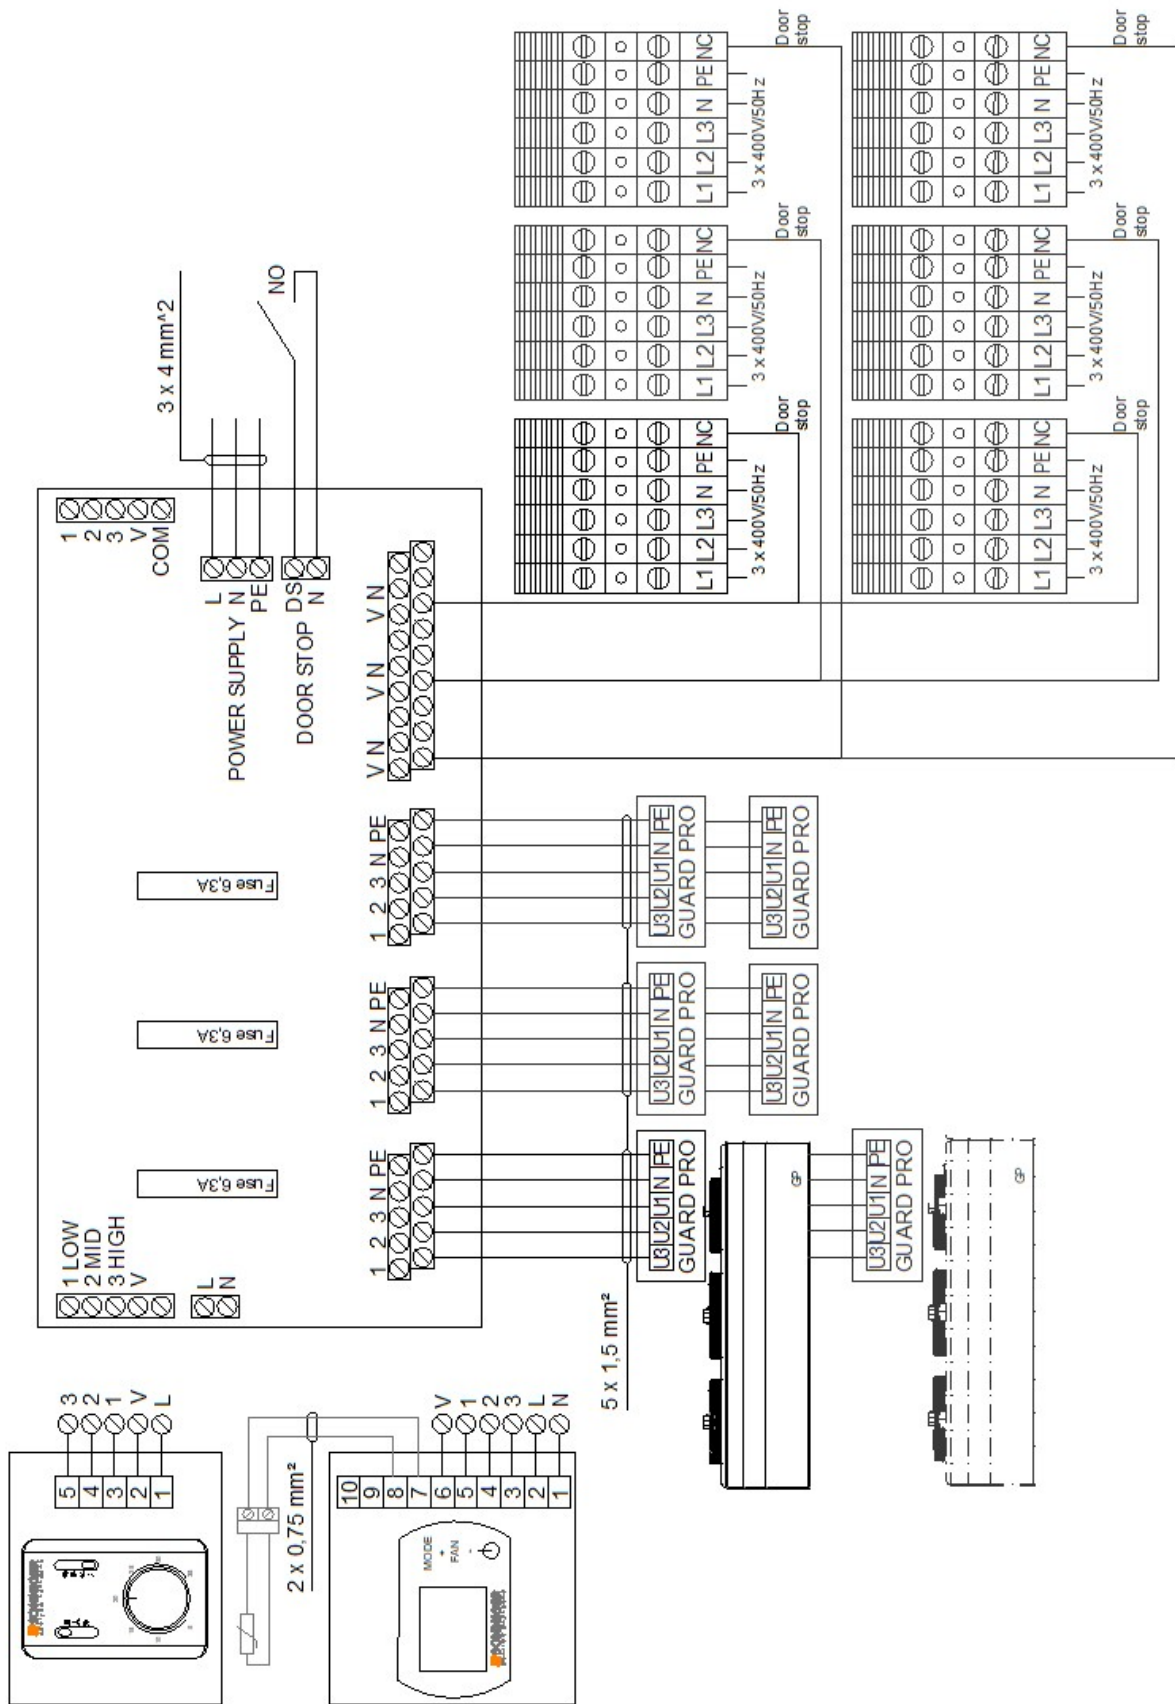 5 3
4 2
3 1
2 V
1 L
2 x 0,75 mm²
MODE
+
FAN
-
10
9
8
7
6 V
5 1
4 2
3 3
2 L
1 N
1 LOW
2 MID
3 HIGH
V
L
N
Fuse 6,3A
Fuse 6,3A
Fuse 6,3A
1
2
3
V
COM
3 x 4 mm^2
L
POWER SUPPLY N
PE
DOOR STOP DS
N
NO
1 2 3 N PE
1 2 3 N PE
1 2 3 N PE
V N
V N
V N
5 x 1,5 mm²
U3 U2 U1 N PE
GUARD PRO
U3 U2 U1 N PE
GUARD PRO
U3 U2 U1 N PE
GUARD PRO
U3 U2 U1 N PE
GUARD PRO
U3 U2 U1 N PE
GUARD PRO
GP
U3 U2 U1 N PE
GUARD PRO
GP
L1 L2 L3 N PE NC
3 x 400V/50Hz
Door
stop
L1 L2 L3 N PE NC
3 x 400V/50Hz
Door
stop
L1 L2 L3 N PE NC
3 x 400V/50Hz
Door
stop
L1 L2 L3 N PE NC
3 x 400V/50Hz
Door
stop
L1 L2 L3 N PE NC
3 x 400V/50Hz
Door
stop
L1 L2 L3 N PE NC
3 x 400V/50Hz
Door
stop